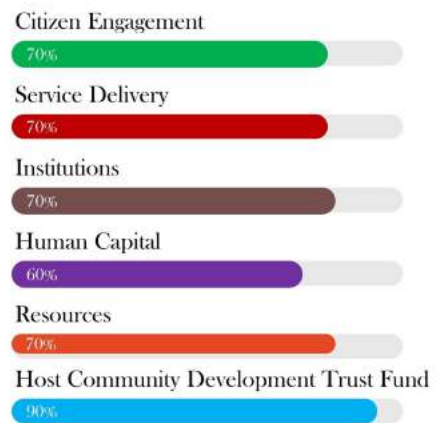 Citizen Engagement
70%
Service Delivery
70%
Institutions
70%
Human Capital
60%
Resources
70%
Host Community Development Trust Fund
90%